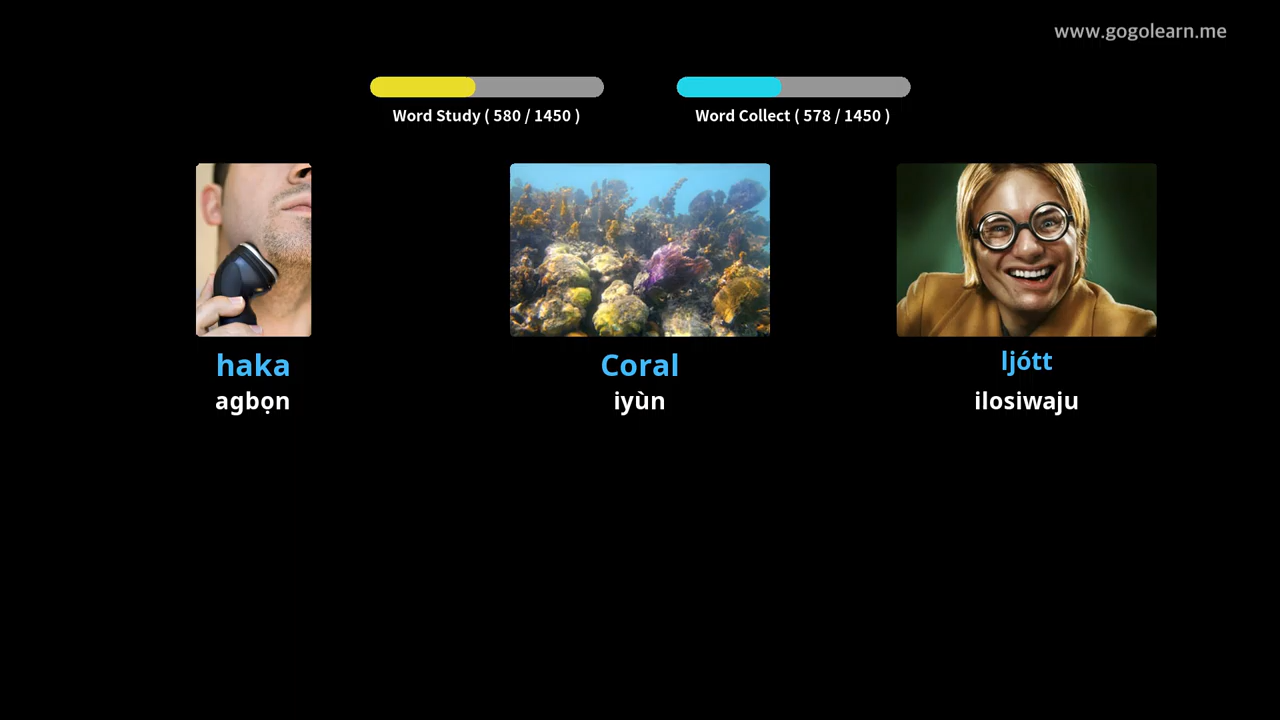 www.gogolearn.me
Word Study ( 580 / 1450 )
Word Collect ( 578 / 1450 )
haka
agbọn
Coral
iyùn
ljótt
ilosiwaju